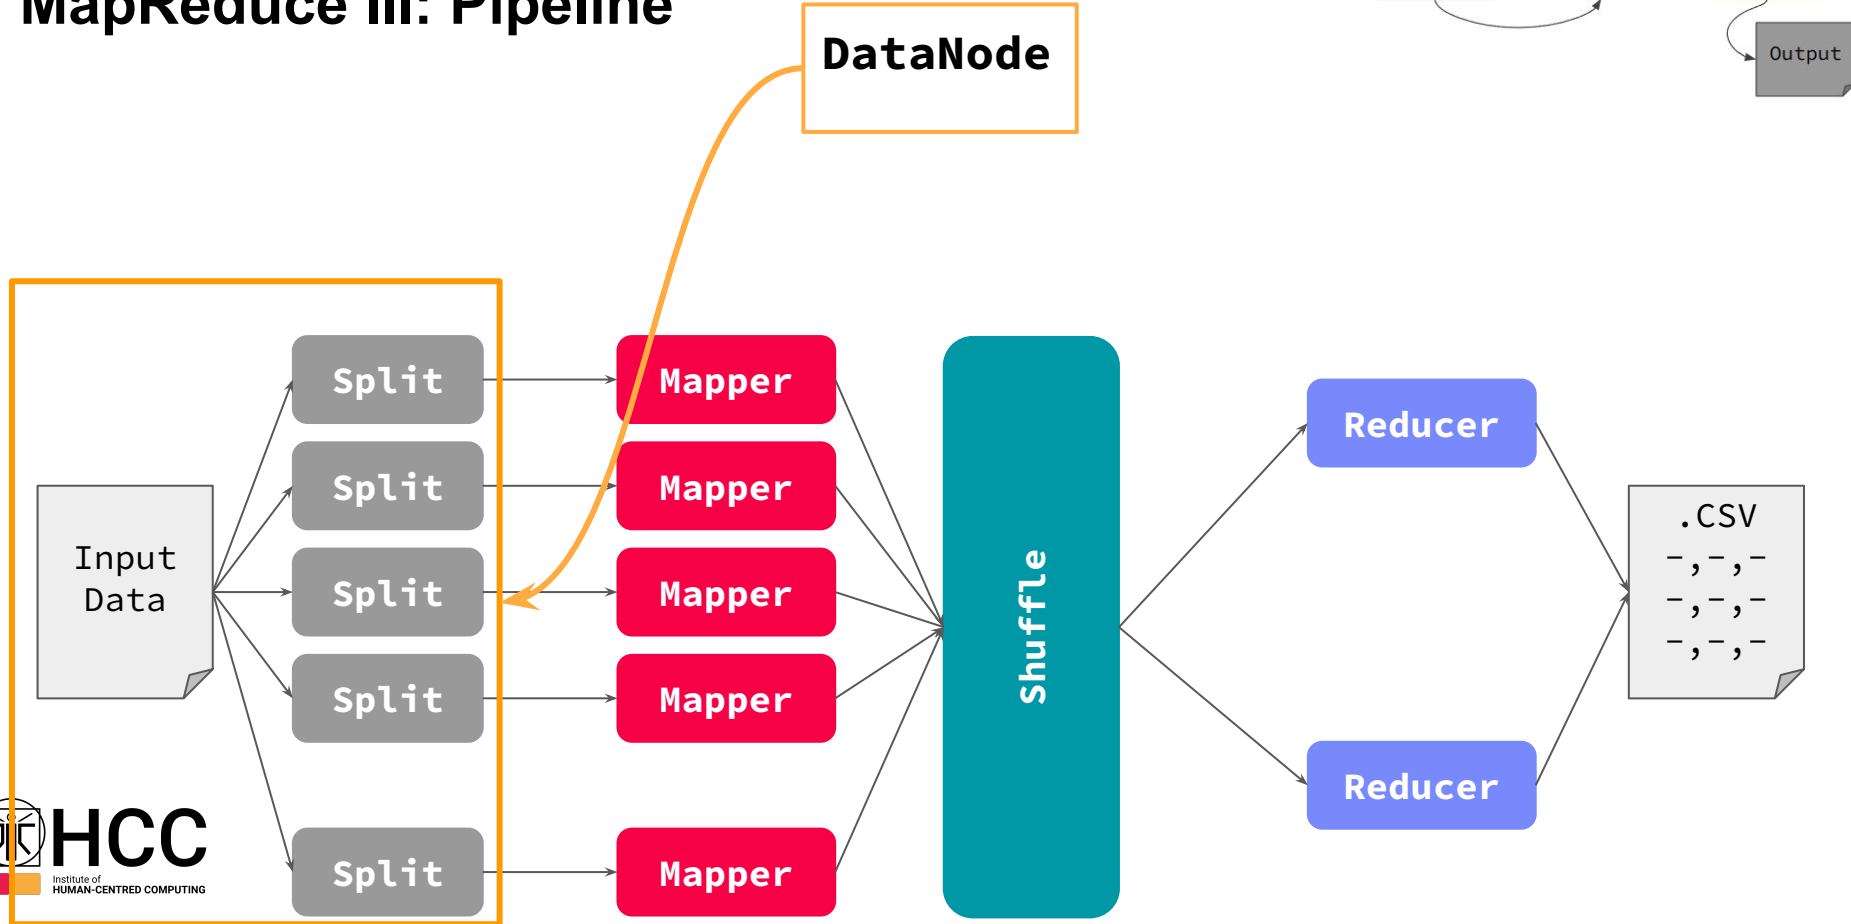 MapReduce III: Pipeline
DataNode
Output
Input
Data
Split
Split
Split
Split
Split
Mapper
Mapper
Mapper
Mapper
Mapper
Shuffle
Reducer
Reducer
.CSV
-,-,-
-,-,-
-,-,-
HCC
Institute of
HUMAN-CENTRED COMPUTING